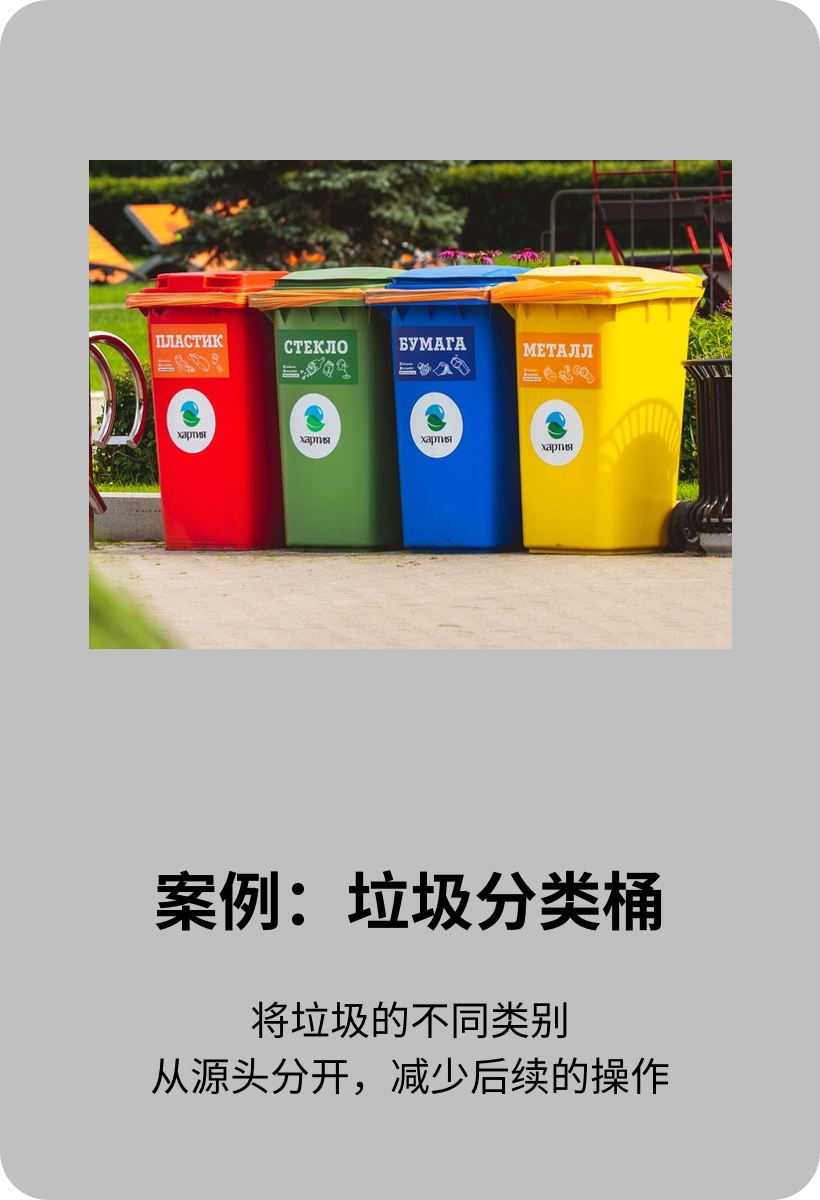 ПЛАСТИК
СТЕКЛО
БУМАГА
МЕТАЛЛ
хартия
хартия
хартия
хартия
案例：垃圾分类桶
将垃圾的不同类别
从源头分开，减少后续的操作